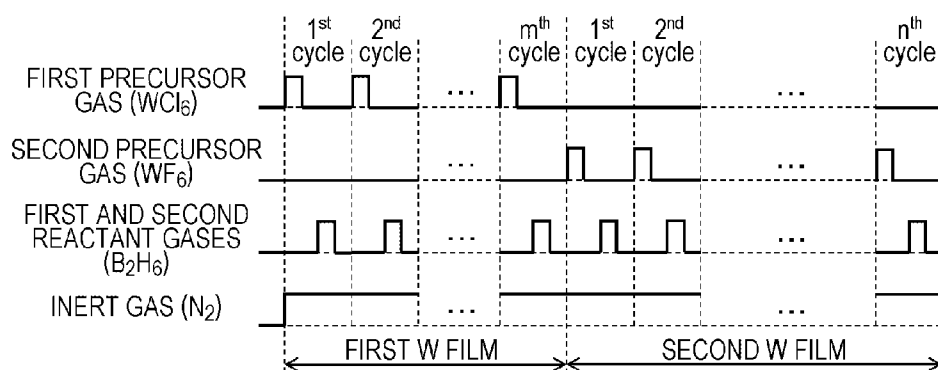 1st cycle
2nd cycle
mth cycle
1st cycle
2nd cycle
nth cycle
FIRST PRECURSOR
GAS (WCl6)
... ...
SECOND PRECURSOR
GAS (WF6)
... ...
FIRST AND SECOND
REACTANT GASES
(B2H6)
... ...
INERT GAS (N2)
... ...
FIRST W FILM
SECOND W FILM